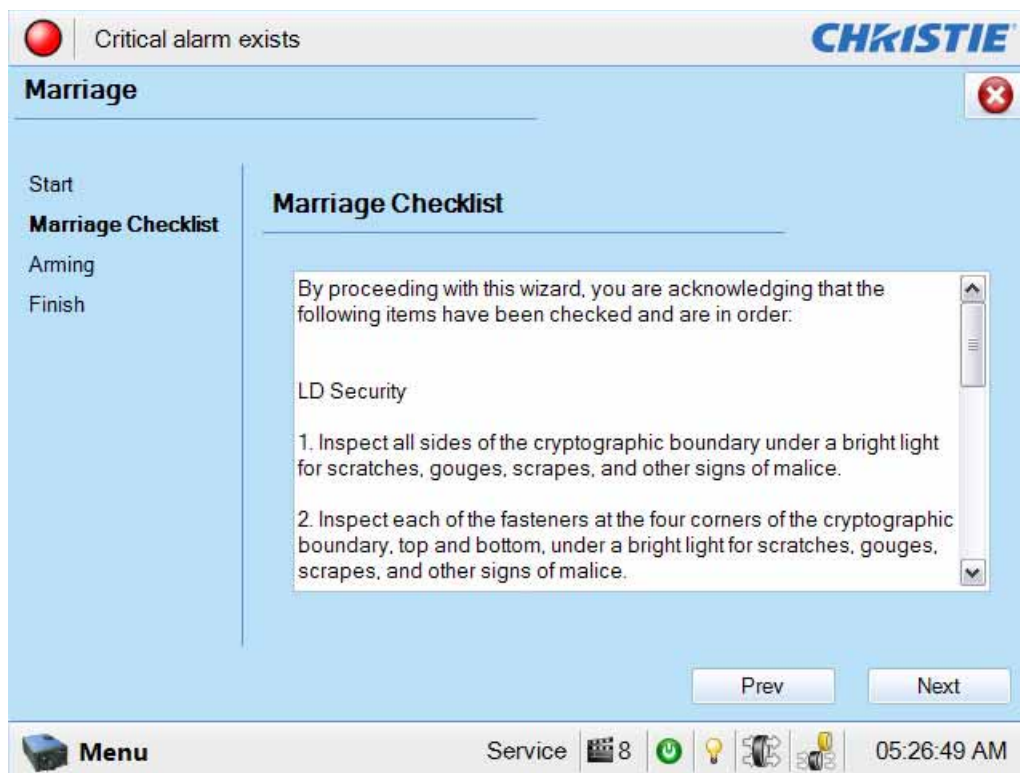 Critical alarm exists
CHRISTIE
Marriage
Start
Marriage Checklist
Arming
Finish
Marriage Checklist
By proceeding with this wizard, you are acknowledging that the
following items have been checked and are in order:
LD Security
1. Inspect all sides of the cryptographic boundary under a bright light
for scratches, gouges, scrapes, and other signs of malice.
2. Inspect each of the fasteners at the four corners of the cryptographic
boundary, top and bottom, under a bright light for scratches, gouges,
scrapes, and other signs of malice.
Prev
Next
Menu
Service
8
05:26:49 AM